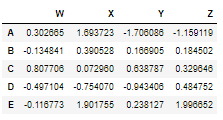 W X Y Z
A 0.302665 1.693723 -1.706086 -1.159119
B -0.134841 0.390528 0.166905 0.184502
C 0.807706 0.072960 0.638787 0.329646
D -0.497104 -0.754070 -0.943406 0.484752
E -0.116773 1.901755 0.238127 1.996652